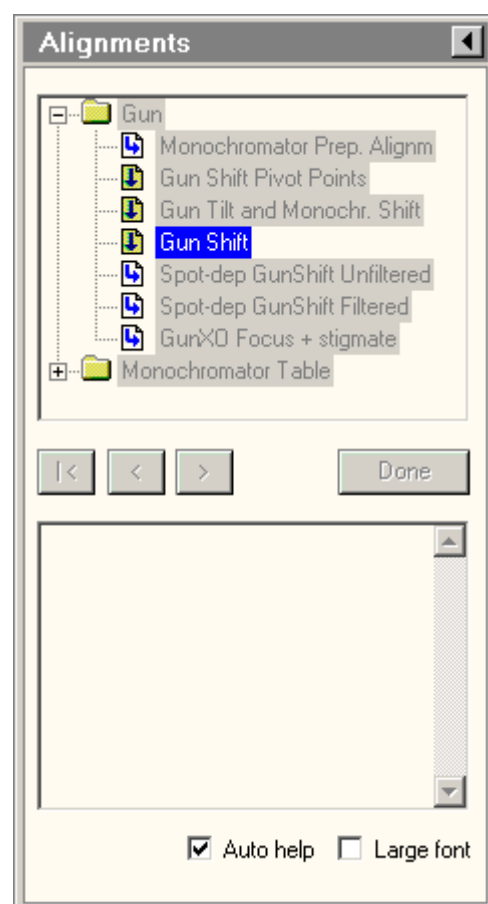 Alignments
Gun
Monochromator Prep. Alignm
Gun Shift Pivot Points
Gun Tilt and Monochr. Shift
Gun Shift
Spot-dep GunShift Unfiltered
Spot-dep GunShift Filtered
GunXO Focus + stigmate
Monochromator Table
|< < > Done
Auto help Large font